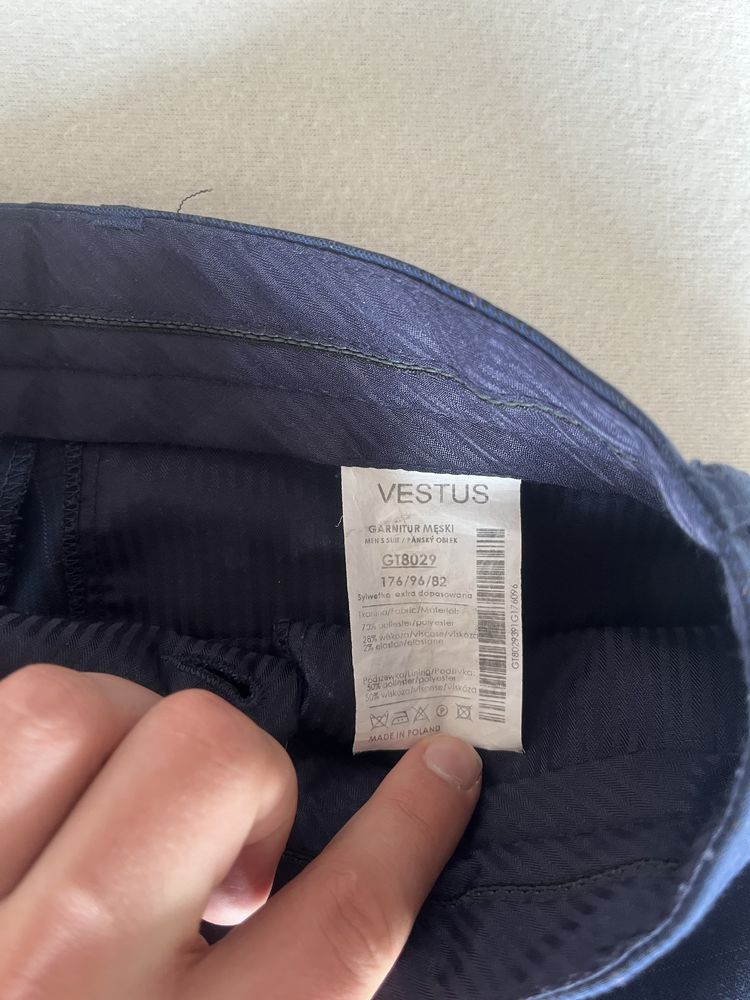 VESTUS
GARNITUR MĘSKI
MEN'S SUIT / PÁNSKÝ OBLEK
GT8029
176/96/82
Sylwetka extra dopasowana
Tkanina/Fabric/Materiál:
70% poliester/polyester
28% wiskoza/viscose/viskóza
2% elastan/elastane
Podszewka/Lining/Podšívka:
50% poliester/polyester
50% wiskoza/viscose/viskóza
MADE IN POLAND
GT8029391G176096